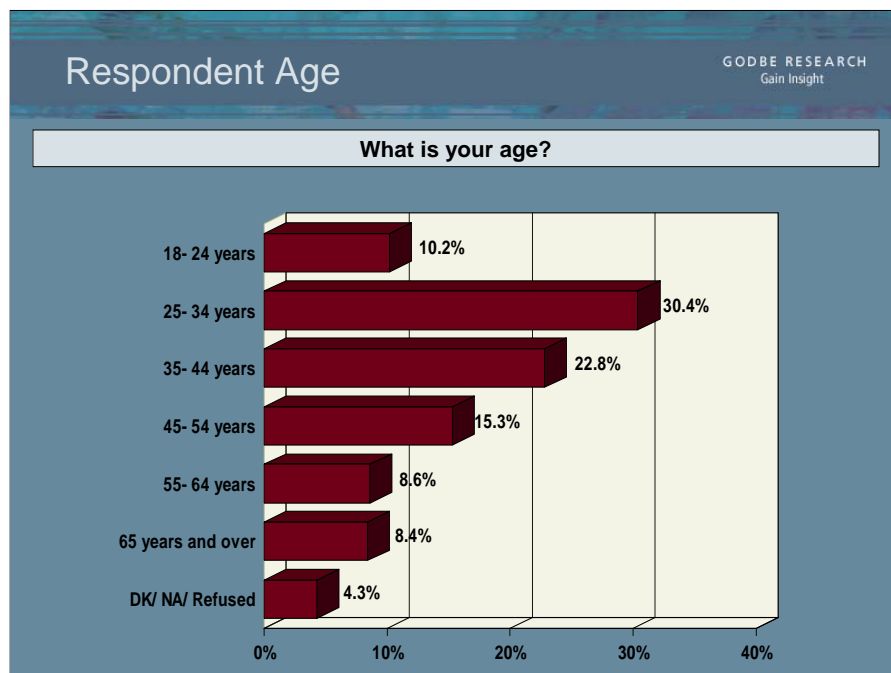 Respondent Age
GODBE RESEARCH
Gain Insight
What is your age?
18- 24 years
10.2%
25- 34 years
30.4%
35- 44 years
22.8%
45- 54 years
15.3%
55- 64 years
8.6%
65 years and over
8.4%
DK/ NA/ Refused
4.3%
0% 10% 20% 30% 40%